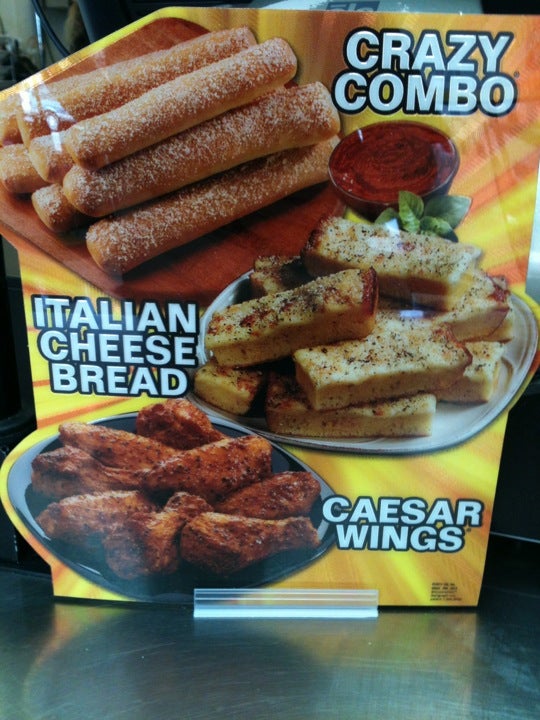 CRAZY
COMBO
ITALIAN
CHEESE
BREAD
CAESAR
WINGS